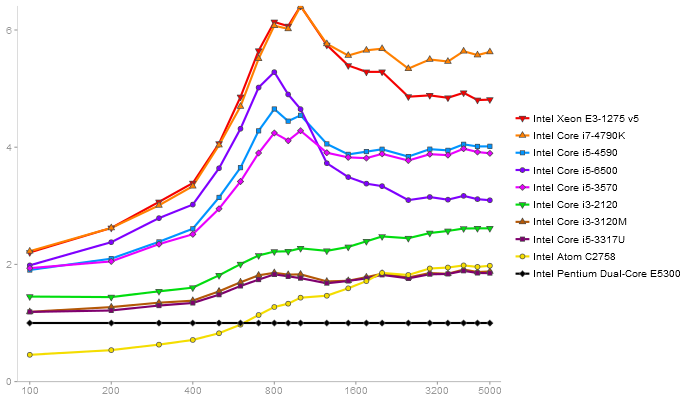 6
4
2
0
100 200 400 800 1600 3200 5000
Intel Xeon E3-1275 v5
Intel Core i7-4790K
Intel Core i5-4590
Intel Core i5-6500
Intel Core i5-3570
Intel Core i3-2120
Intel Core i3-3120M
Intel Core i5-3317U
Intel Atom C2758
Intel Pentium Dual-Core E5300